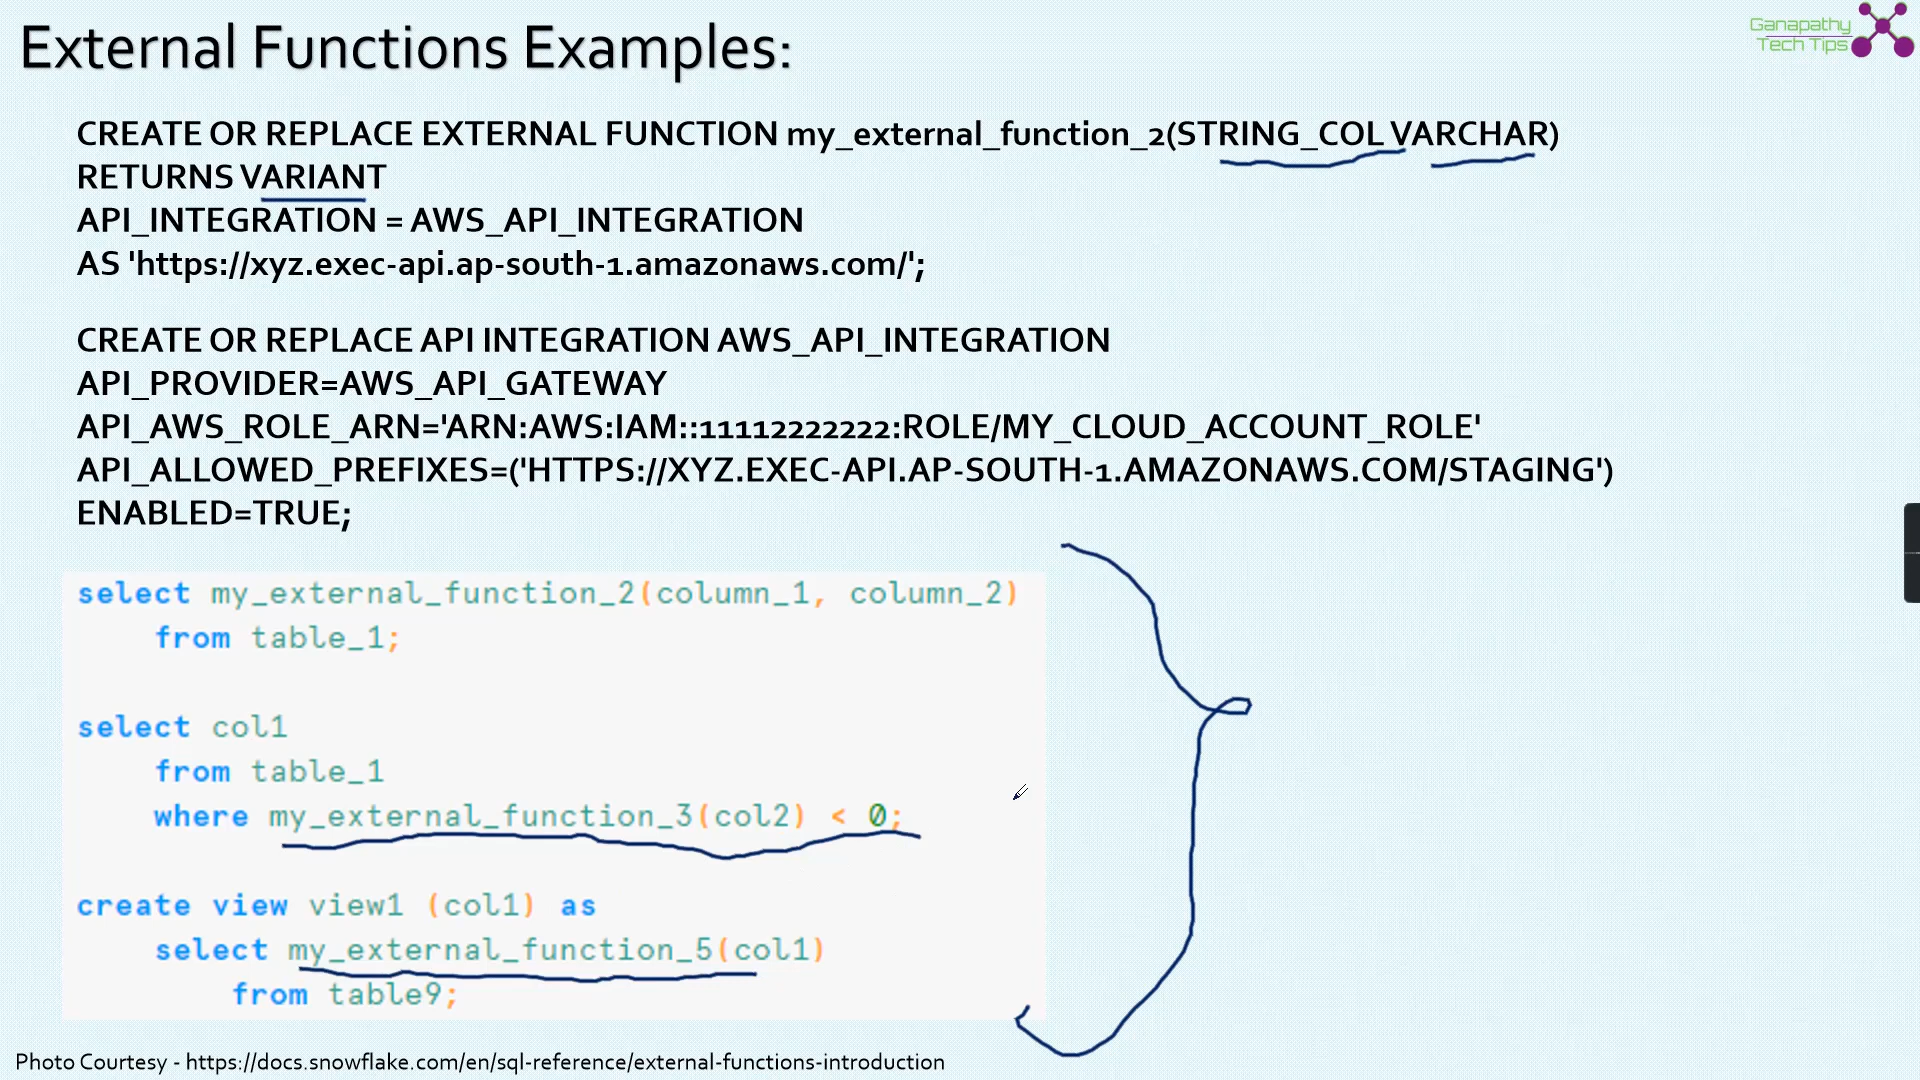 External Functions Examples:
Ganapathy
Tech Tips
CREATE OR REPLACE EXTERNAL FUNCTION my_external_function_2(STRING_COL VARCHAR)
RETURNS VARIANT
API_INTEGRATION = AWS_API_INTEGRATION
AS 'https://xyz.exec-api.ap-south-1.amazonaws.com/';
CREATE OR REPLACE API INTEGRATION AWS_API_INTEGRATION
API_PROVIDER=AWS_API_GATEWAY
API_AWS_ROLE_ARN='ARN:AWS:IAM::11112222222:ROLE/MY_CLOUD_ACCOUNT_ROLE'
API_ALLOWED_PREFIXES=('HTTPS://XYZ.EXEC-API.AP-SOUTH-1.AMAZONAWS.COM/STAGING')
ENABLED=TRUE;
select my_external_function_2(column_1, column_2)
from table_1;
select col1
from table_1
where my_external_function_3(col2) < 0;
create view view1 (col1) as
select my_external_function_5(col1)
from table9;
Photo Courtesy - https://docs.snowflake.com/en/sql-reference/external-functions-introduction